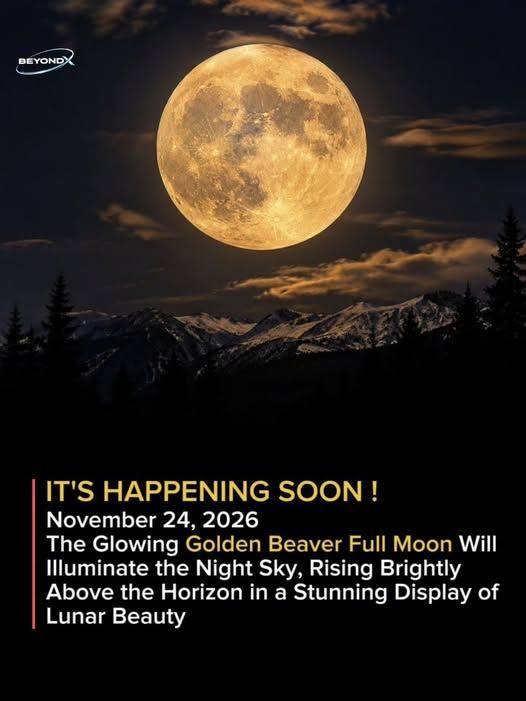 BEYONDX
IT'S HAPPENING SOON !
November 24, 2026
The Glowing Golden Beaver Full Moon Will
Illuminate the Night Sky, Rising Brightly
Above the Horizon in a Stunning Display of
Lunar Beauty